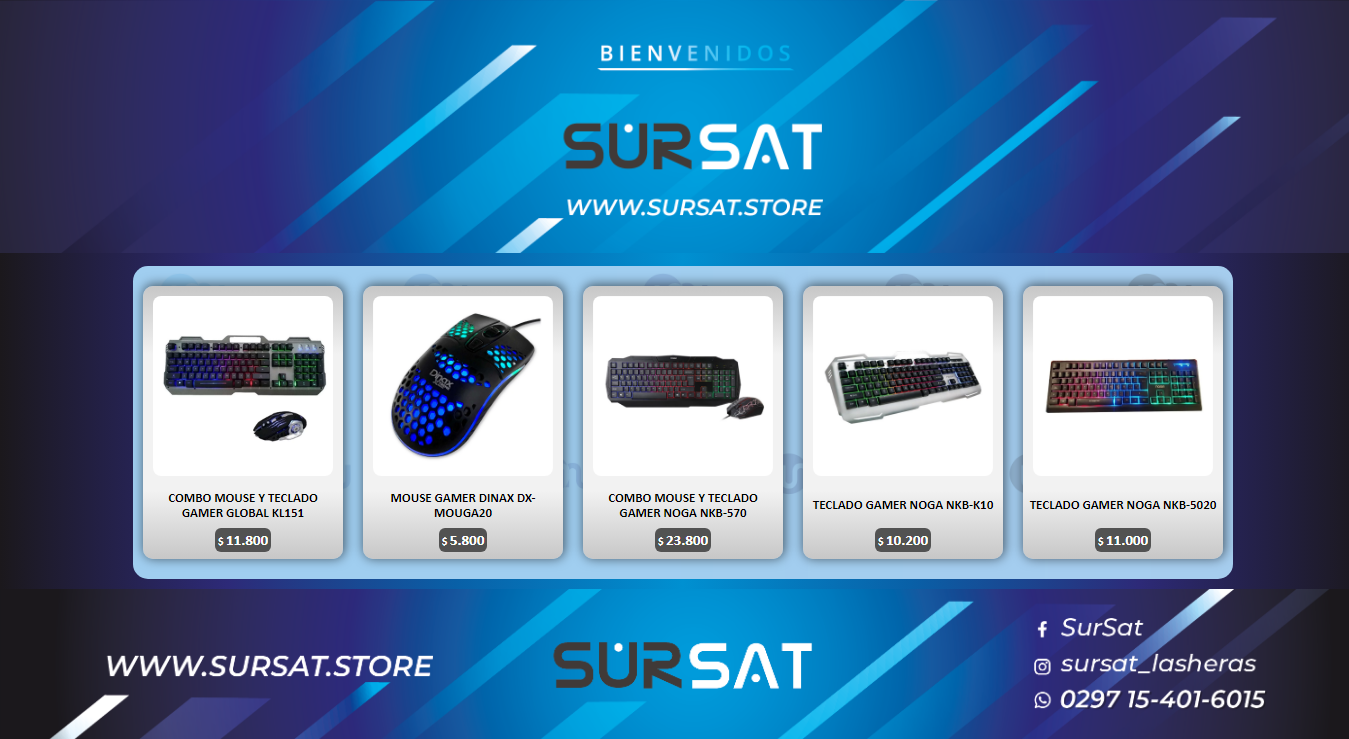 BIENVENIDOS
SURSAT
WWW.SURSAT.STORE
COMBO MOUSE Y TECLADO
GAMER GLOBAL KL151
$ 11.800
DINAX
MOUSE GAMER DINAX DX-
MOUGA20
$ 5.800
COMBO MOUSE Y TECLADO
GAMER NOGA NKB-570
$ 23.800
TECLADO GAMER NOGA NKB-K10
$ 10.200
TECLADO GAMER NOGA NKB-5020
$ 11.000
WWW.SURSAT.STORE
SURSAT
SurSat
sursat_lasheras
0297 15-401-6015